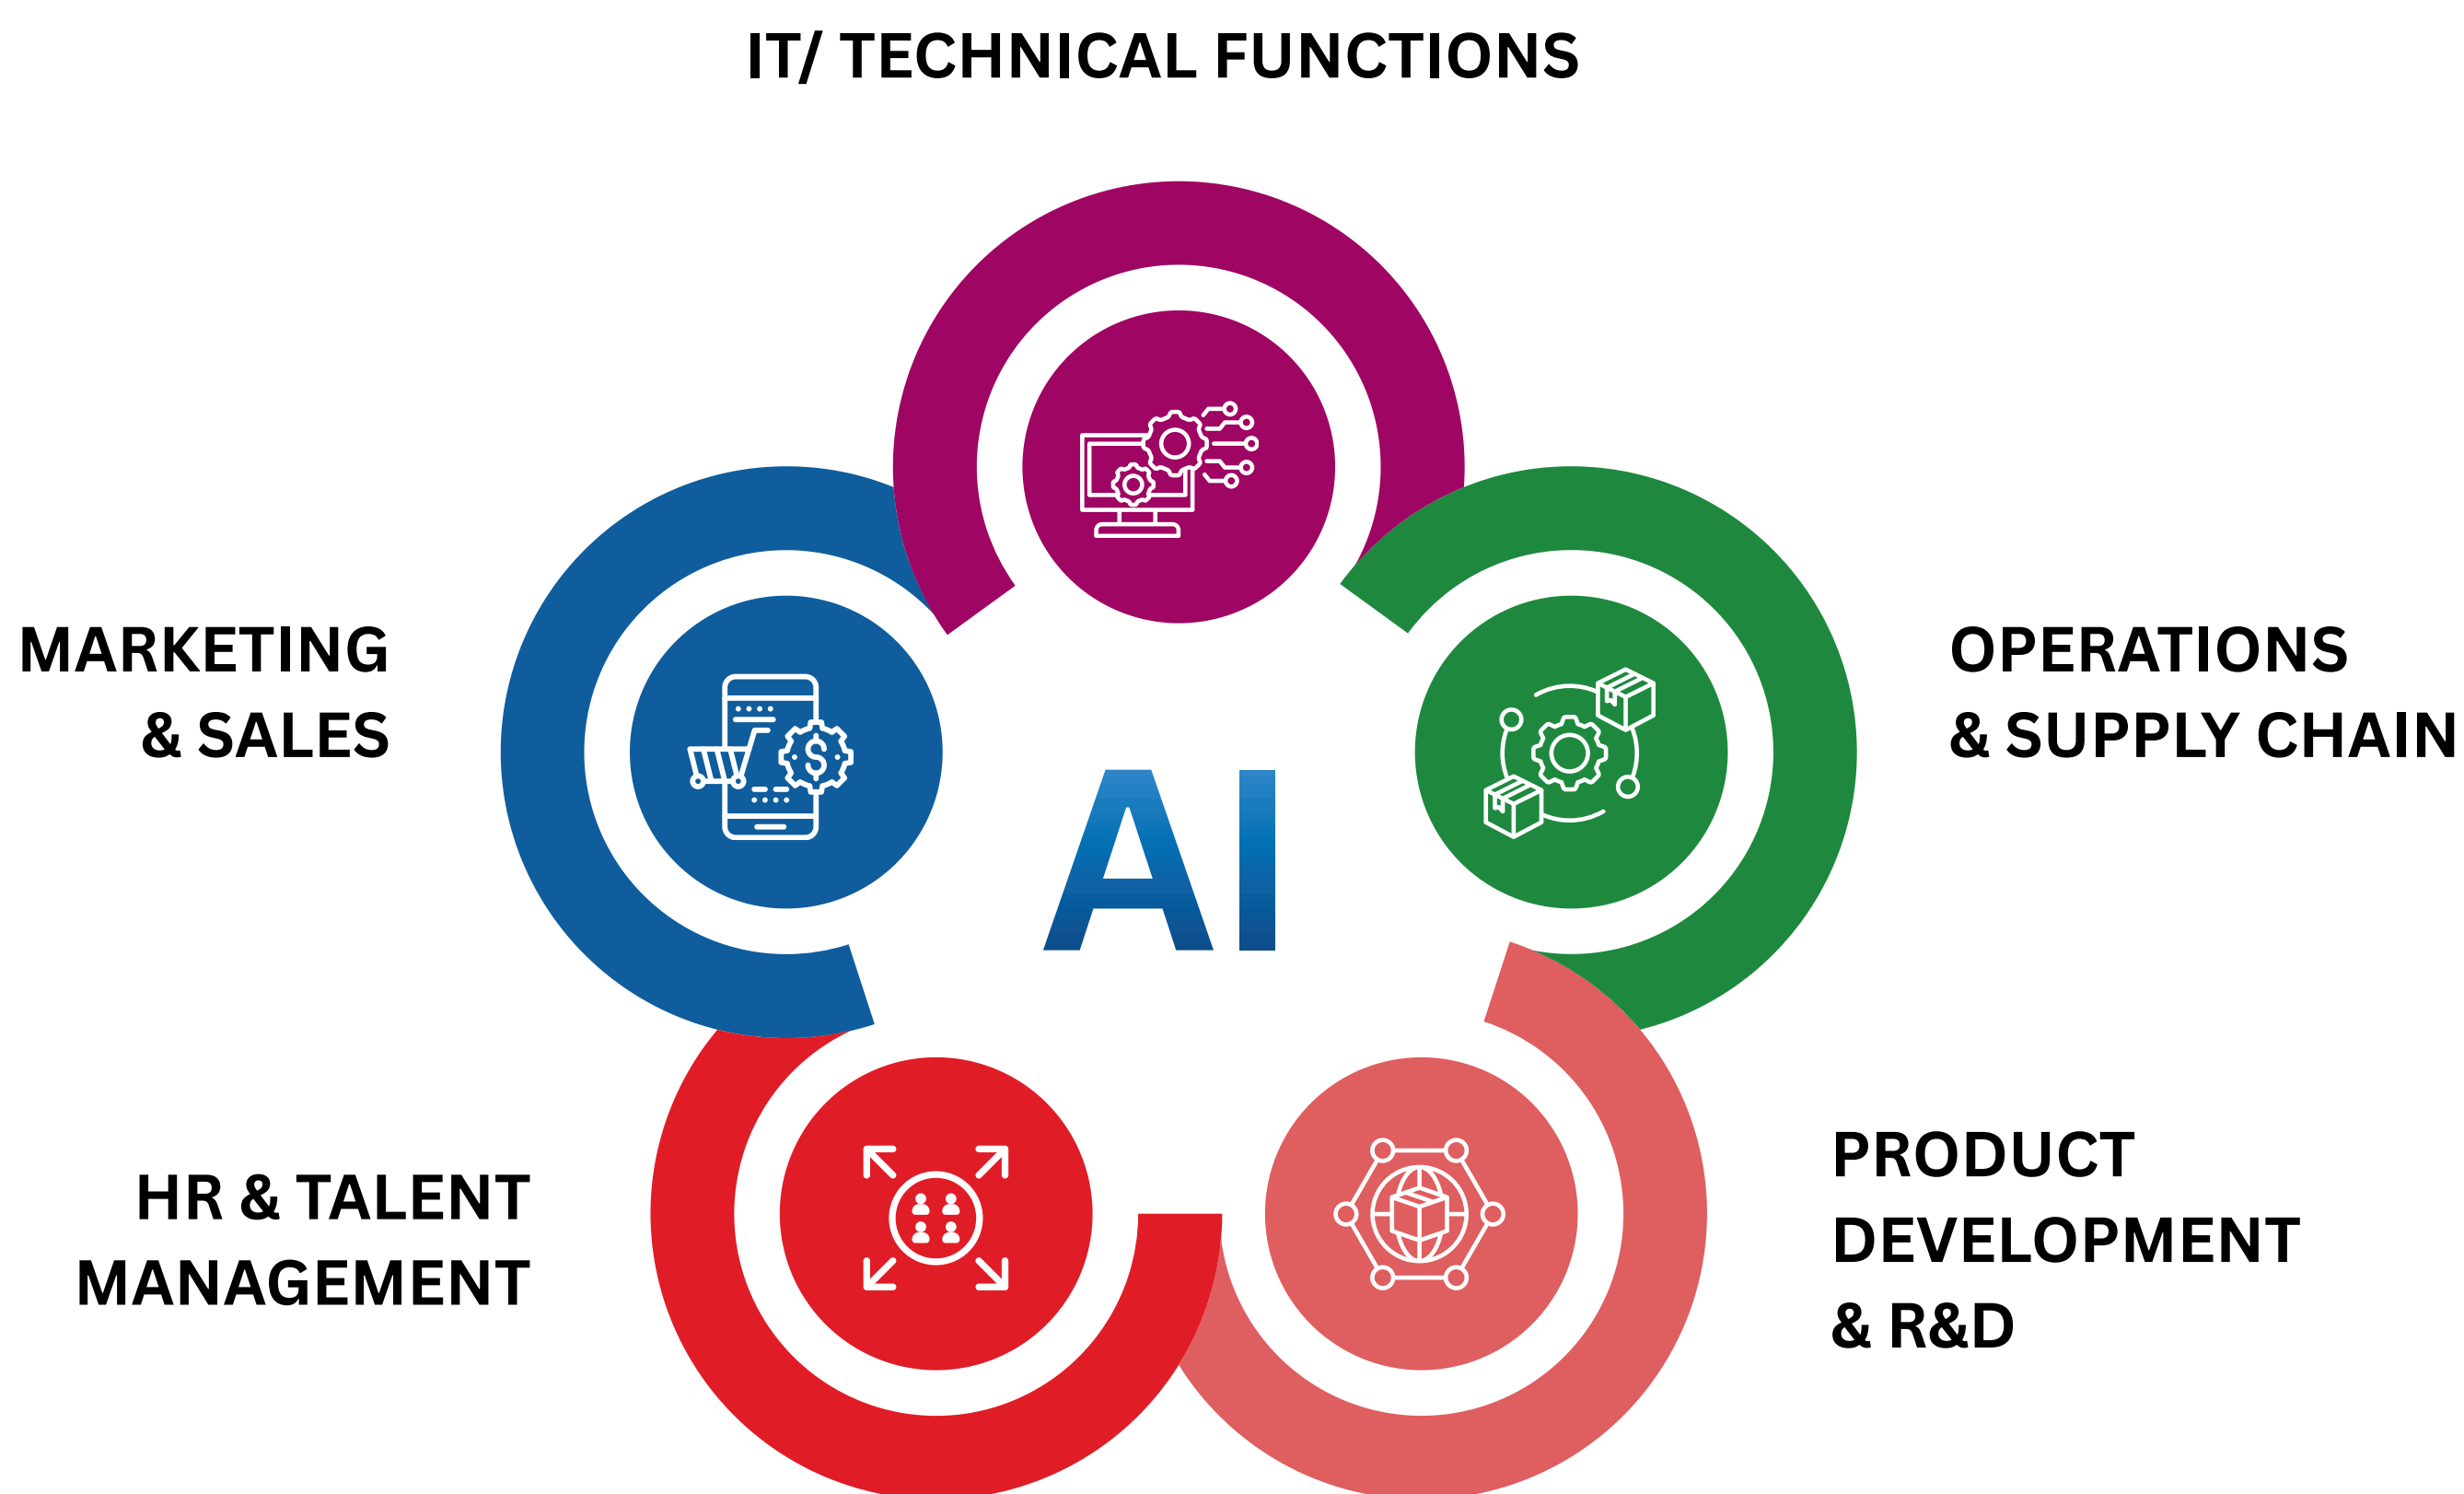 IT/ TECHNICAL FUNCTIONS
MARKETING
& SALES
OPERATIONS
& SUPPLY CHAIN
AI
HR & TALENT
MANAGEMENT
PRODUCT
DEVELOPMENT
& R&D